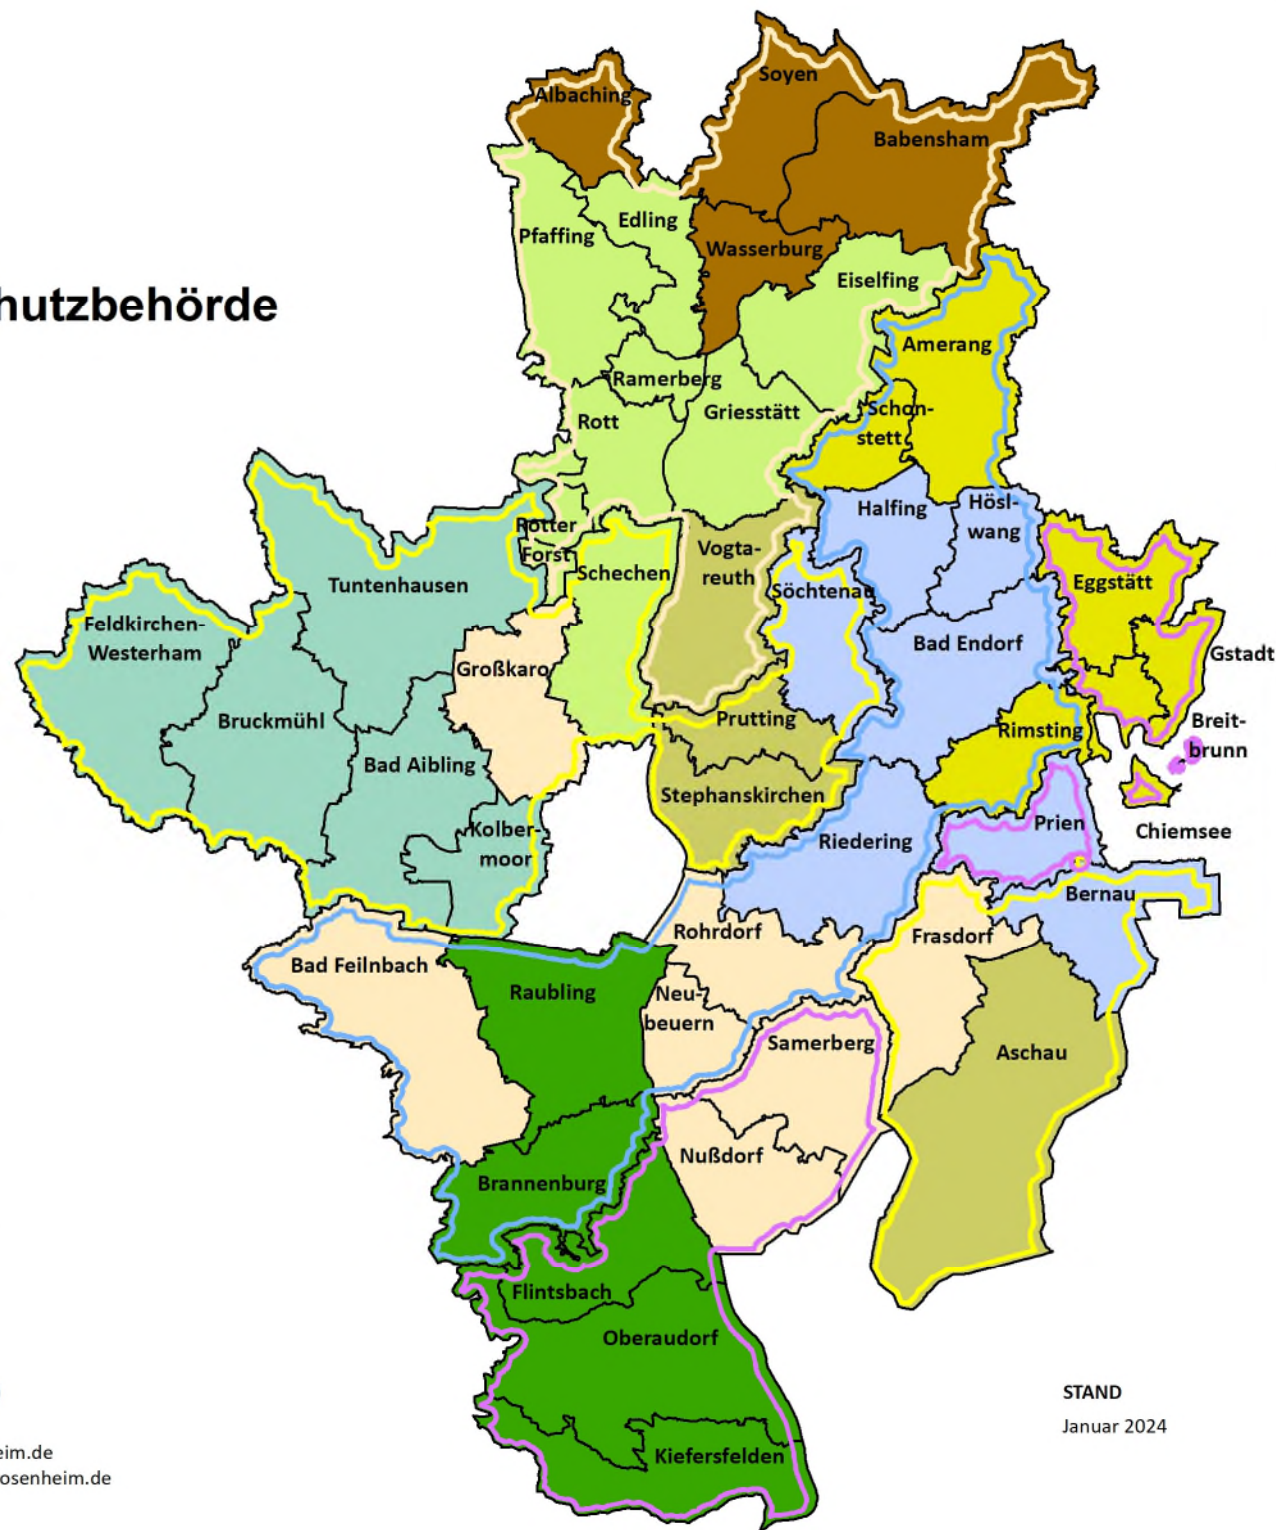 Soyen
Albaching
Babensham
Edling
Pfaffing
Wasserburg
Eiselfing
hutzbehörde
Amerang
Ramerberg
Griesstätt
Schon-
stett
Rott
Halfing
Hösl-
wang
Rotter
Forst
Vogta-
reuth
Schechen
Tuntenhausen
Söchtenau
Eggstätt
Feldkirchen-
Westerham
Bad Endorf
Gstadt
Großkaro
Bruckmühl
Prutting
Rimsting
Breit-
brunn
Bad Aibling
Stephanskirchen
Kolber-
moor
Riedering
Prien
Chiemsee
Bernau
Rohrdorf
Frasdorf
Bad Feilnbach
Raubling
Neu-
beuern
Samerberg
Aschau
Nußdorf
Brannenburg
Flintsbach
Oberaudorf
STAND
Januar 2024
Kiefersfelden
eim.de
osenheim.de